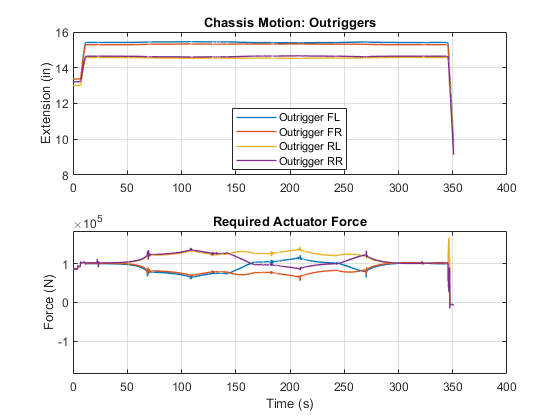 Chassis Motion: Outriggers
Extension (in)
16
14
12
10
8
Outrigger FL
Outrigger FR
Outrigger RL
Outrigger RR
0 50 100 150 200 250 300 350 400
Required Actuator Force
×10⁵
Force (N)
1
0
-1
0 50 100 150 200 250 300 350 400
Time (s)